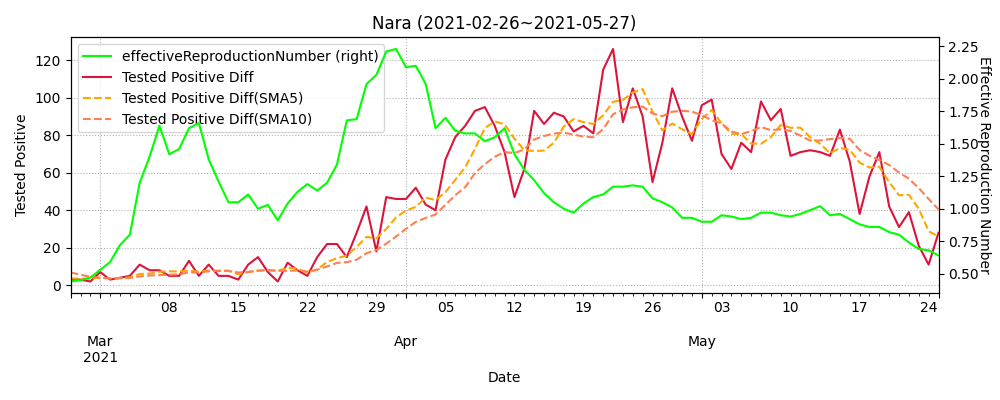 Nara (2021-02-26~2021-05-27)
effectiveReproductionNumber (right)
Tested Positive Diff
Tested Positive Diff(SMA5)
Tested Positive Diff(SMA10)
Tested Positive
120
100
80
60
40
20
0
2.25
2.00
1.75
1.50
1.25
1.00
0.75
0.50
Effective Reproduction Number
08 15 22 29 05 12 19 26 03 10 17 24
Mar Apr May
2021
Date